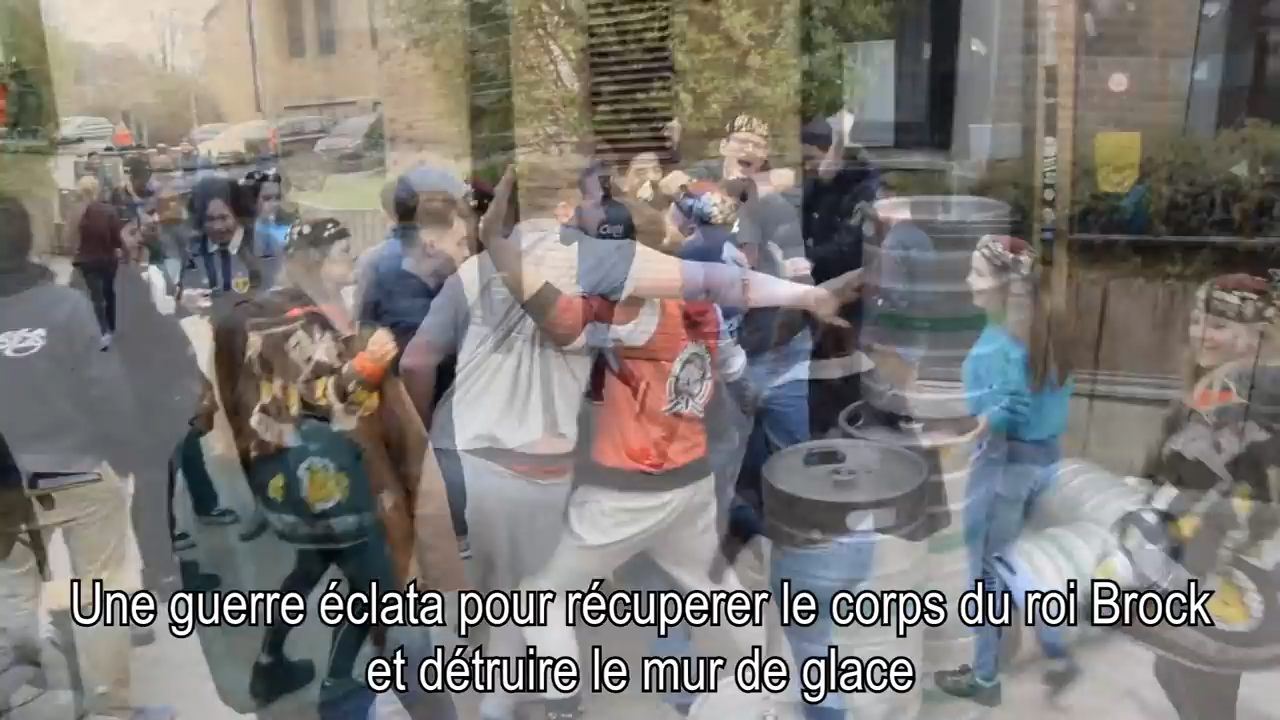 Une guerre éclata pour récuperer le corps du roi Brock
et détruire le mur de glace